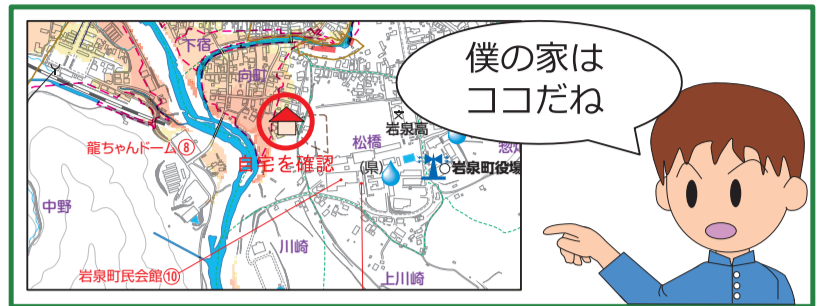 下宿
向町
岩泉高
龍ちゃんドーム⑧
松橋
自宅を確認
(県)
岩泉町役場
中野
川崎
岩泉町民会館⑩
上川崎
僕の家は
ココだね